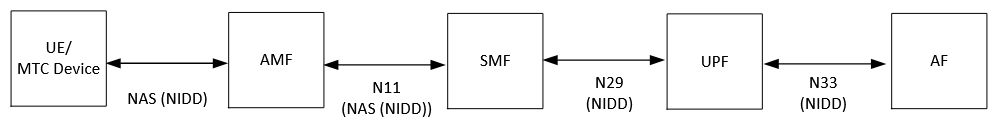 UE/
MTC Device
AMF
SMF
UPF
AF
NAS (NIDD)
N11
(NAS (NIDD))
N29
(NIDD)
N33
(NIDD)